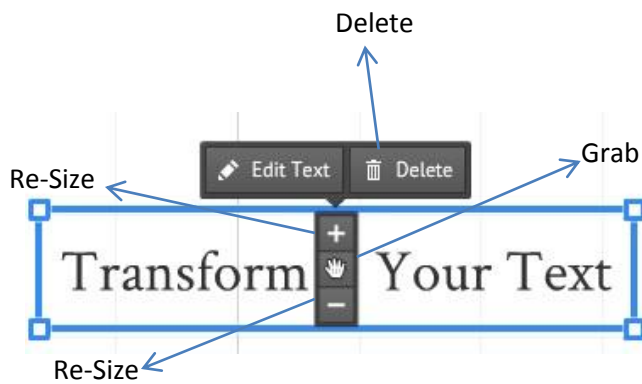 Delete
Edit Text Delete
Grab
Re-Size
+
Transform Your Text
−
Re-Size